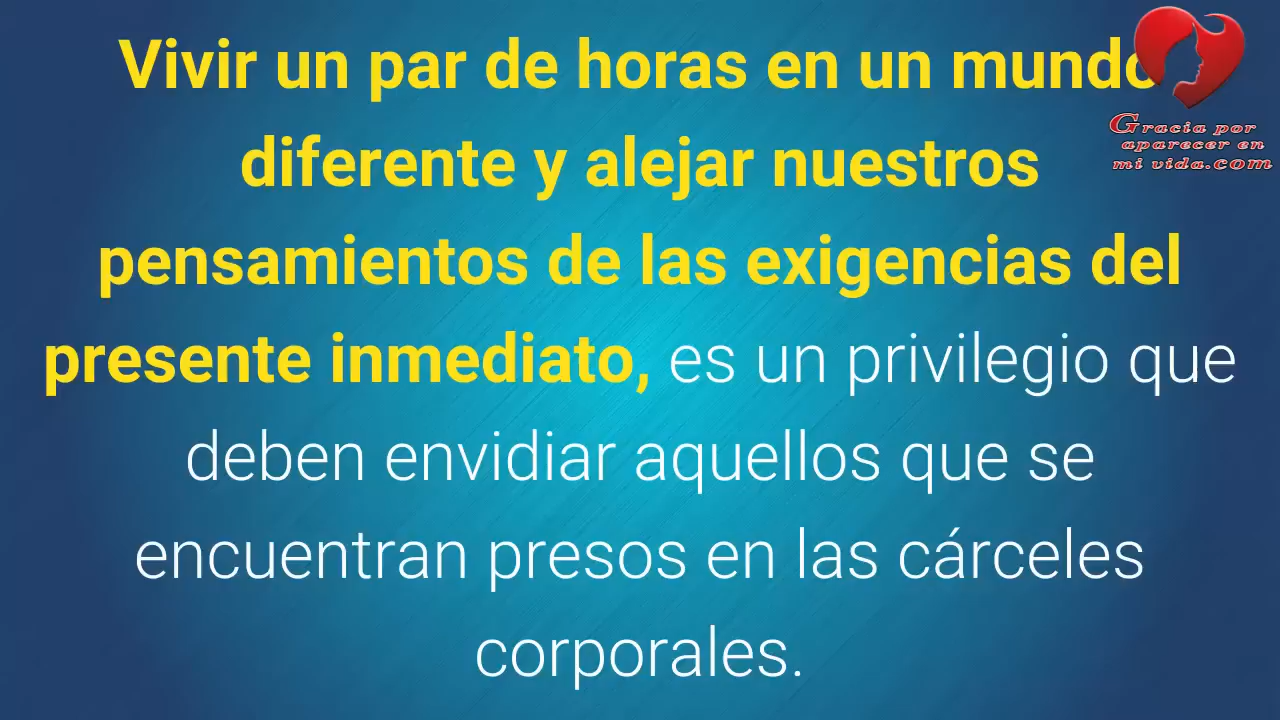 Vivir un par de horas en un mundo
diferente y alejar nuestros
pensamientos de las exigencias del
presente inmediato, es un privilegio que
deben envidiar aquellos que se
encuentran presos en las cárceles
corporales.
Gracia por
aparecer en
mi vida.com